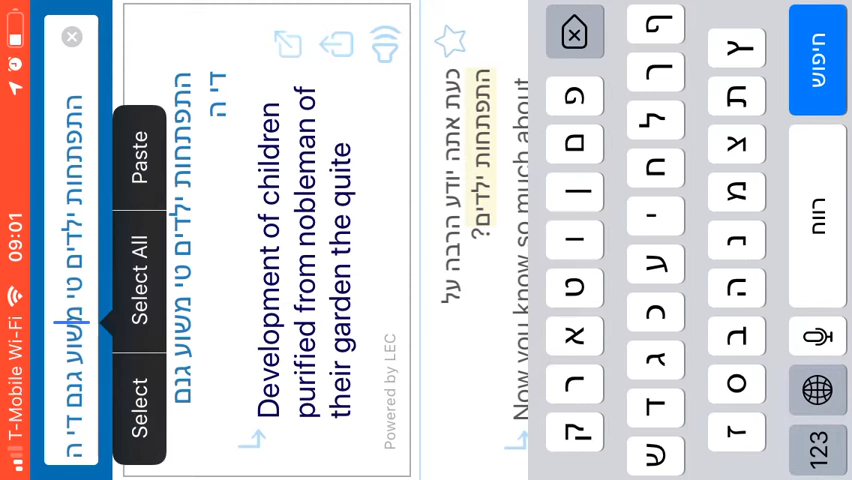 T-Mobile Wi-Fi
09:01
התפתחות ילדים טי משוע גנם די ה
Select
Select All
Paste
התפתחות ילדים טי משוע גנם
די ה
Development of children
purified from nobleman of
their garden the quite
Powered by LEC
כעת אתה יודע הרבה על
התפתחות ילדים?
Now you know so much about
ק ר א ט ו ן ם פ
ש ד ג כ ע י ח ל ר ף
ז ס ב ה נ מ צ ת ץ
123
רווח
חיפוש